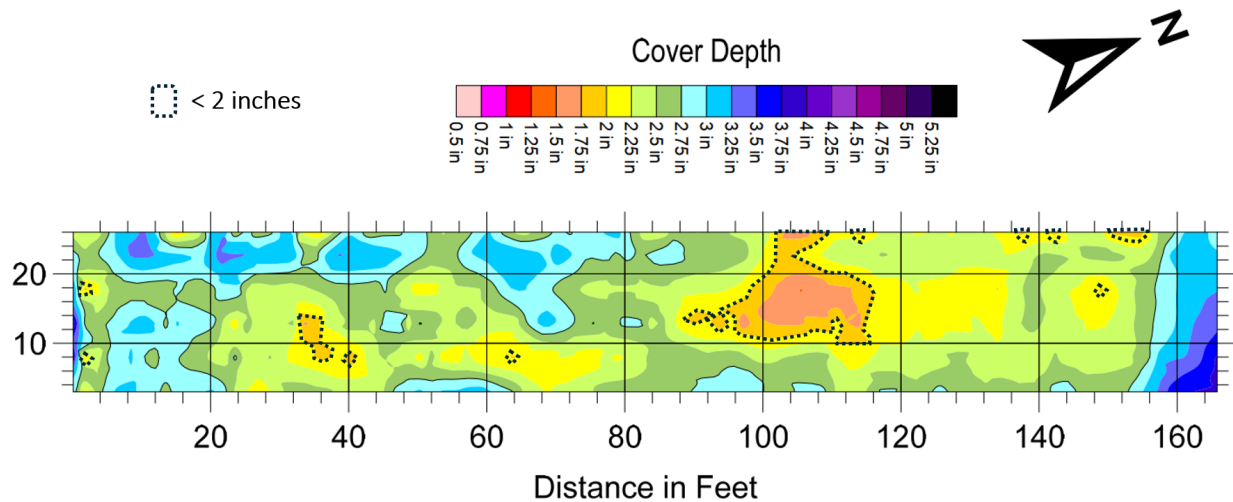 Cover Depth
N
< 2 inches
0.5 in
0.75 in
1 in
1.25 in
1.5 in
1.75 in
2 in
2.25 in
2.5 in
2.75 in
3 in
3.25 in
3.5 in
3.75 in
4 in
4.25 in
4.5 in
4.75 in
5 in
5.25 in
20
10
20 40 60 80 100 120 140 160
Distance in Feet